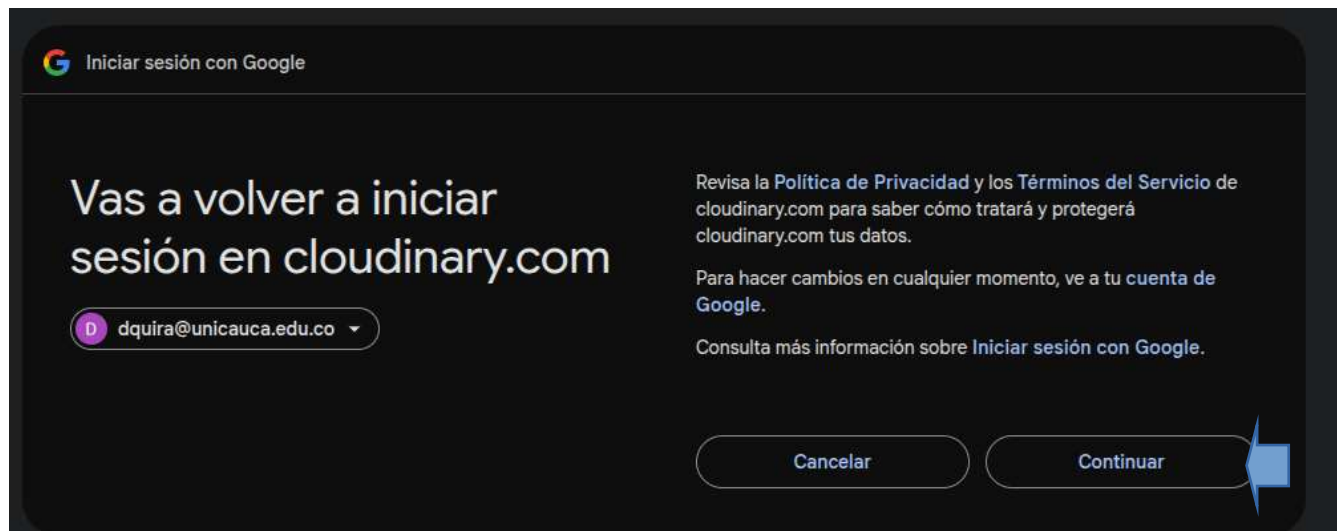 Iniciar sesión con Google
Vas a volver a iniciar
sesión en cloudinary.com
D dquira@unicauca.edu.co
Revisa la Política de Privacidad y los Términos del Servicio de
cloudinary.com para saber cómo tratará y protegerá
cloudinary.com tus datos.
Para hacer cambios en cualquier momento, ve a tu cuenta de
Google.
Consulta más información sobre Iniciar sesión con Google.
Cancelar Continuar